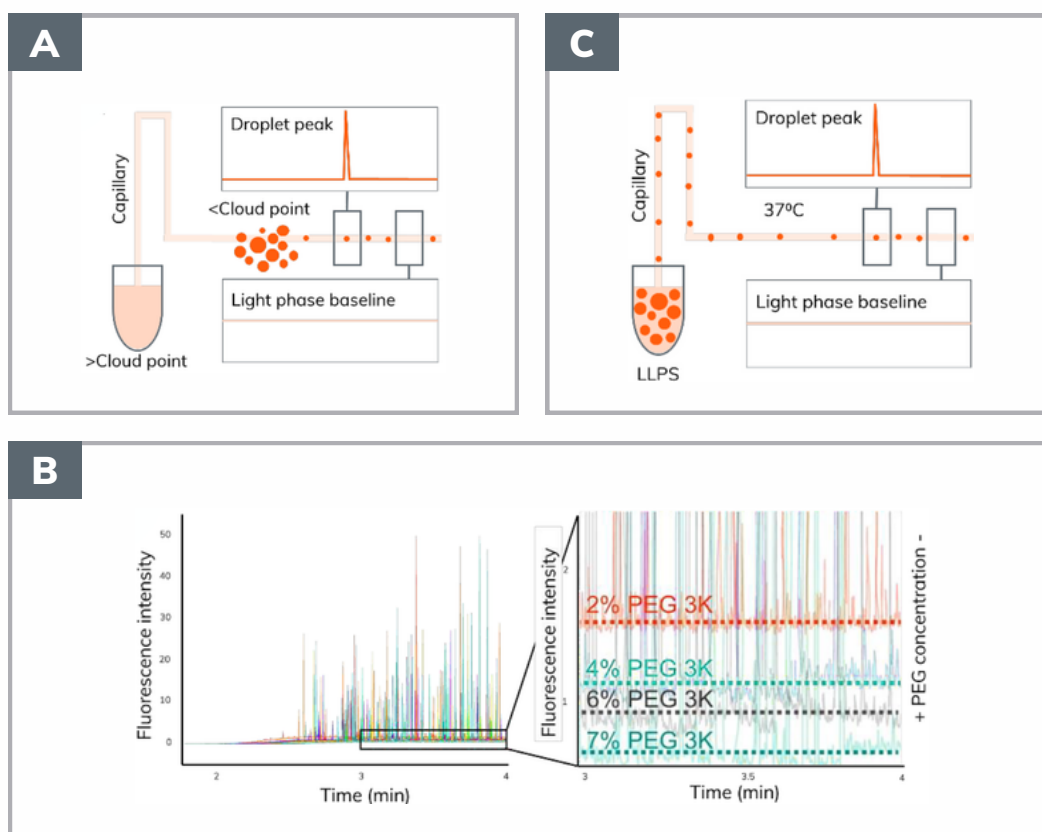 A
Droplet peak
Capillary
<Cloud point
Light phase baseline
>Cloud point
C
Droplet peak
Capillary
37ºC
Light phase baseline
LLPS
B
Fluorescence intensity
50
40
30
20
10
0
2
3
4
Time (min)
Fluorescence intensity
2
1
2% PEG 3K
4% PEG 3K
6% PEG 3K
7% PEG 3K
3
3.5
4
Time (min)
+ PEG concentration -